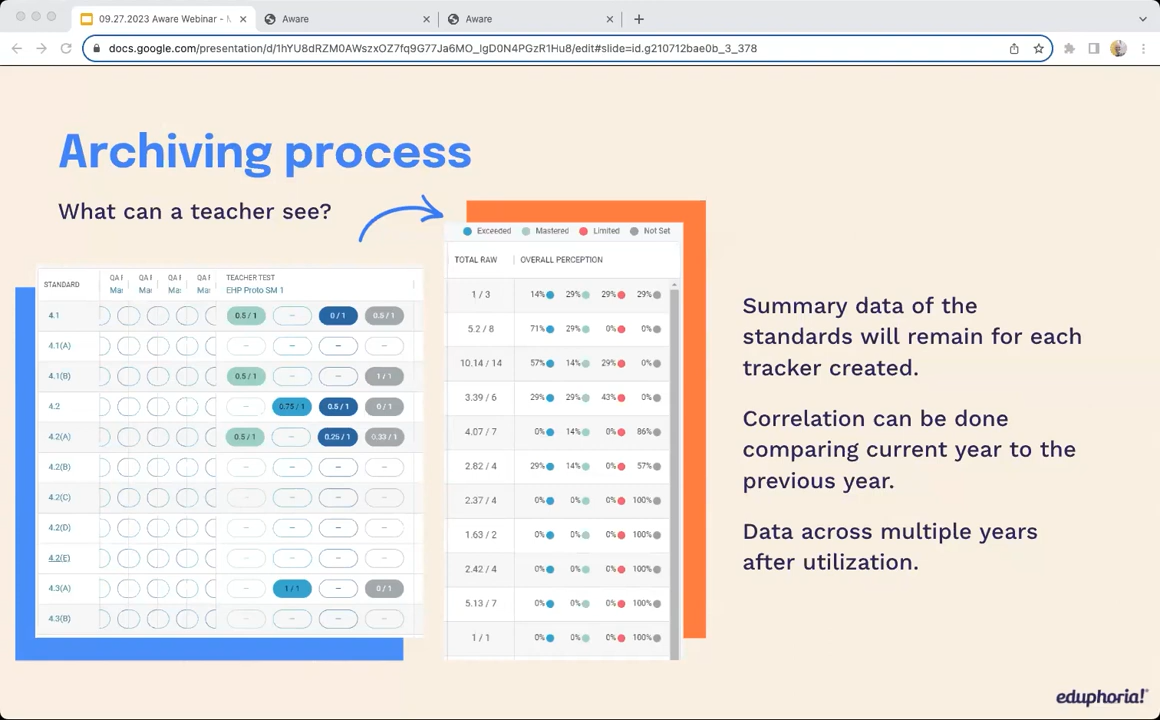 09.27.2023 Aware Webinar - M
Aware
Aware
docs.google.com/presentation/d/1hYU8dRZM0AWszxOZ7fq9G77Ja6MO_IgD0N4PGzR1Hu8/edit#slide=id.g210712bae0b_3_378
Archiving process
What can a teacher see?
STANDARD
QA F
QA F
QA F
QA F
TEACHER TEST
Ma:
Ma:
Ma:
Ma:
EHP Proto SM 1
4.1 0.5 / 1 – 0 / 1 0.5 / 1
4.1(A) – – – –
4.1(B) 0.5 / 1 – – 1 / 1
4.2 – 0.75 / 1 0.5 / 1 0 / 1
4.2(A) 0.5 / 1 – 0.25 / 1 0.33 / 1
4.2(B) – – – –
4.2(C) – – – –
4.2(D) – – – –
4.2(E) – – – –
4.3(A) – 1 / 1 – 0 / 1
4.3(B) – – – –
Exceeded Mastered Limited Not Set
TOTAL RAW OVERALL PERCEPTION
1 / 3 14% 29% 29% 29%
5.2 / 8 71% 29% 0% 0%
10.14 / 14 57% 14% 29% 0%
3.39 / 6 29% 29% 43% 0%
4.07 / 7 0% 14% 0% 86%
2.82 / 4 29% 14% 0% 57%
2.37 / 4 0% 0% 0% 100%
1.63 / 2 0% 0% 0% 100%
2.42 / 4 0% 0% 0% 100%
5.13 / 7 0% 0% 0% 100%
1 / 1 0% 0% 0% 100%
Summary data of the
standards will remain for each
tracker created.
Correlation can be done
comparing current year to the
previous year.
Data across multiple years
after utilization.
eduphoria!